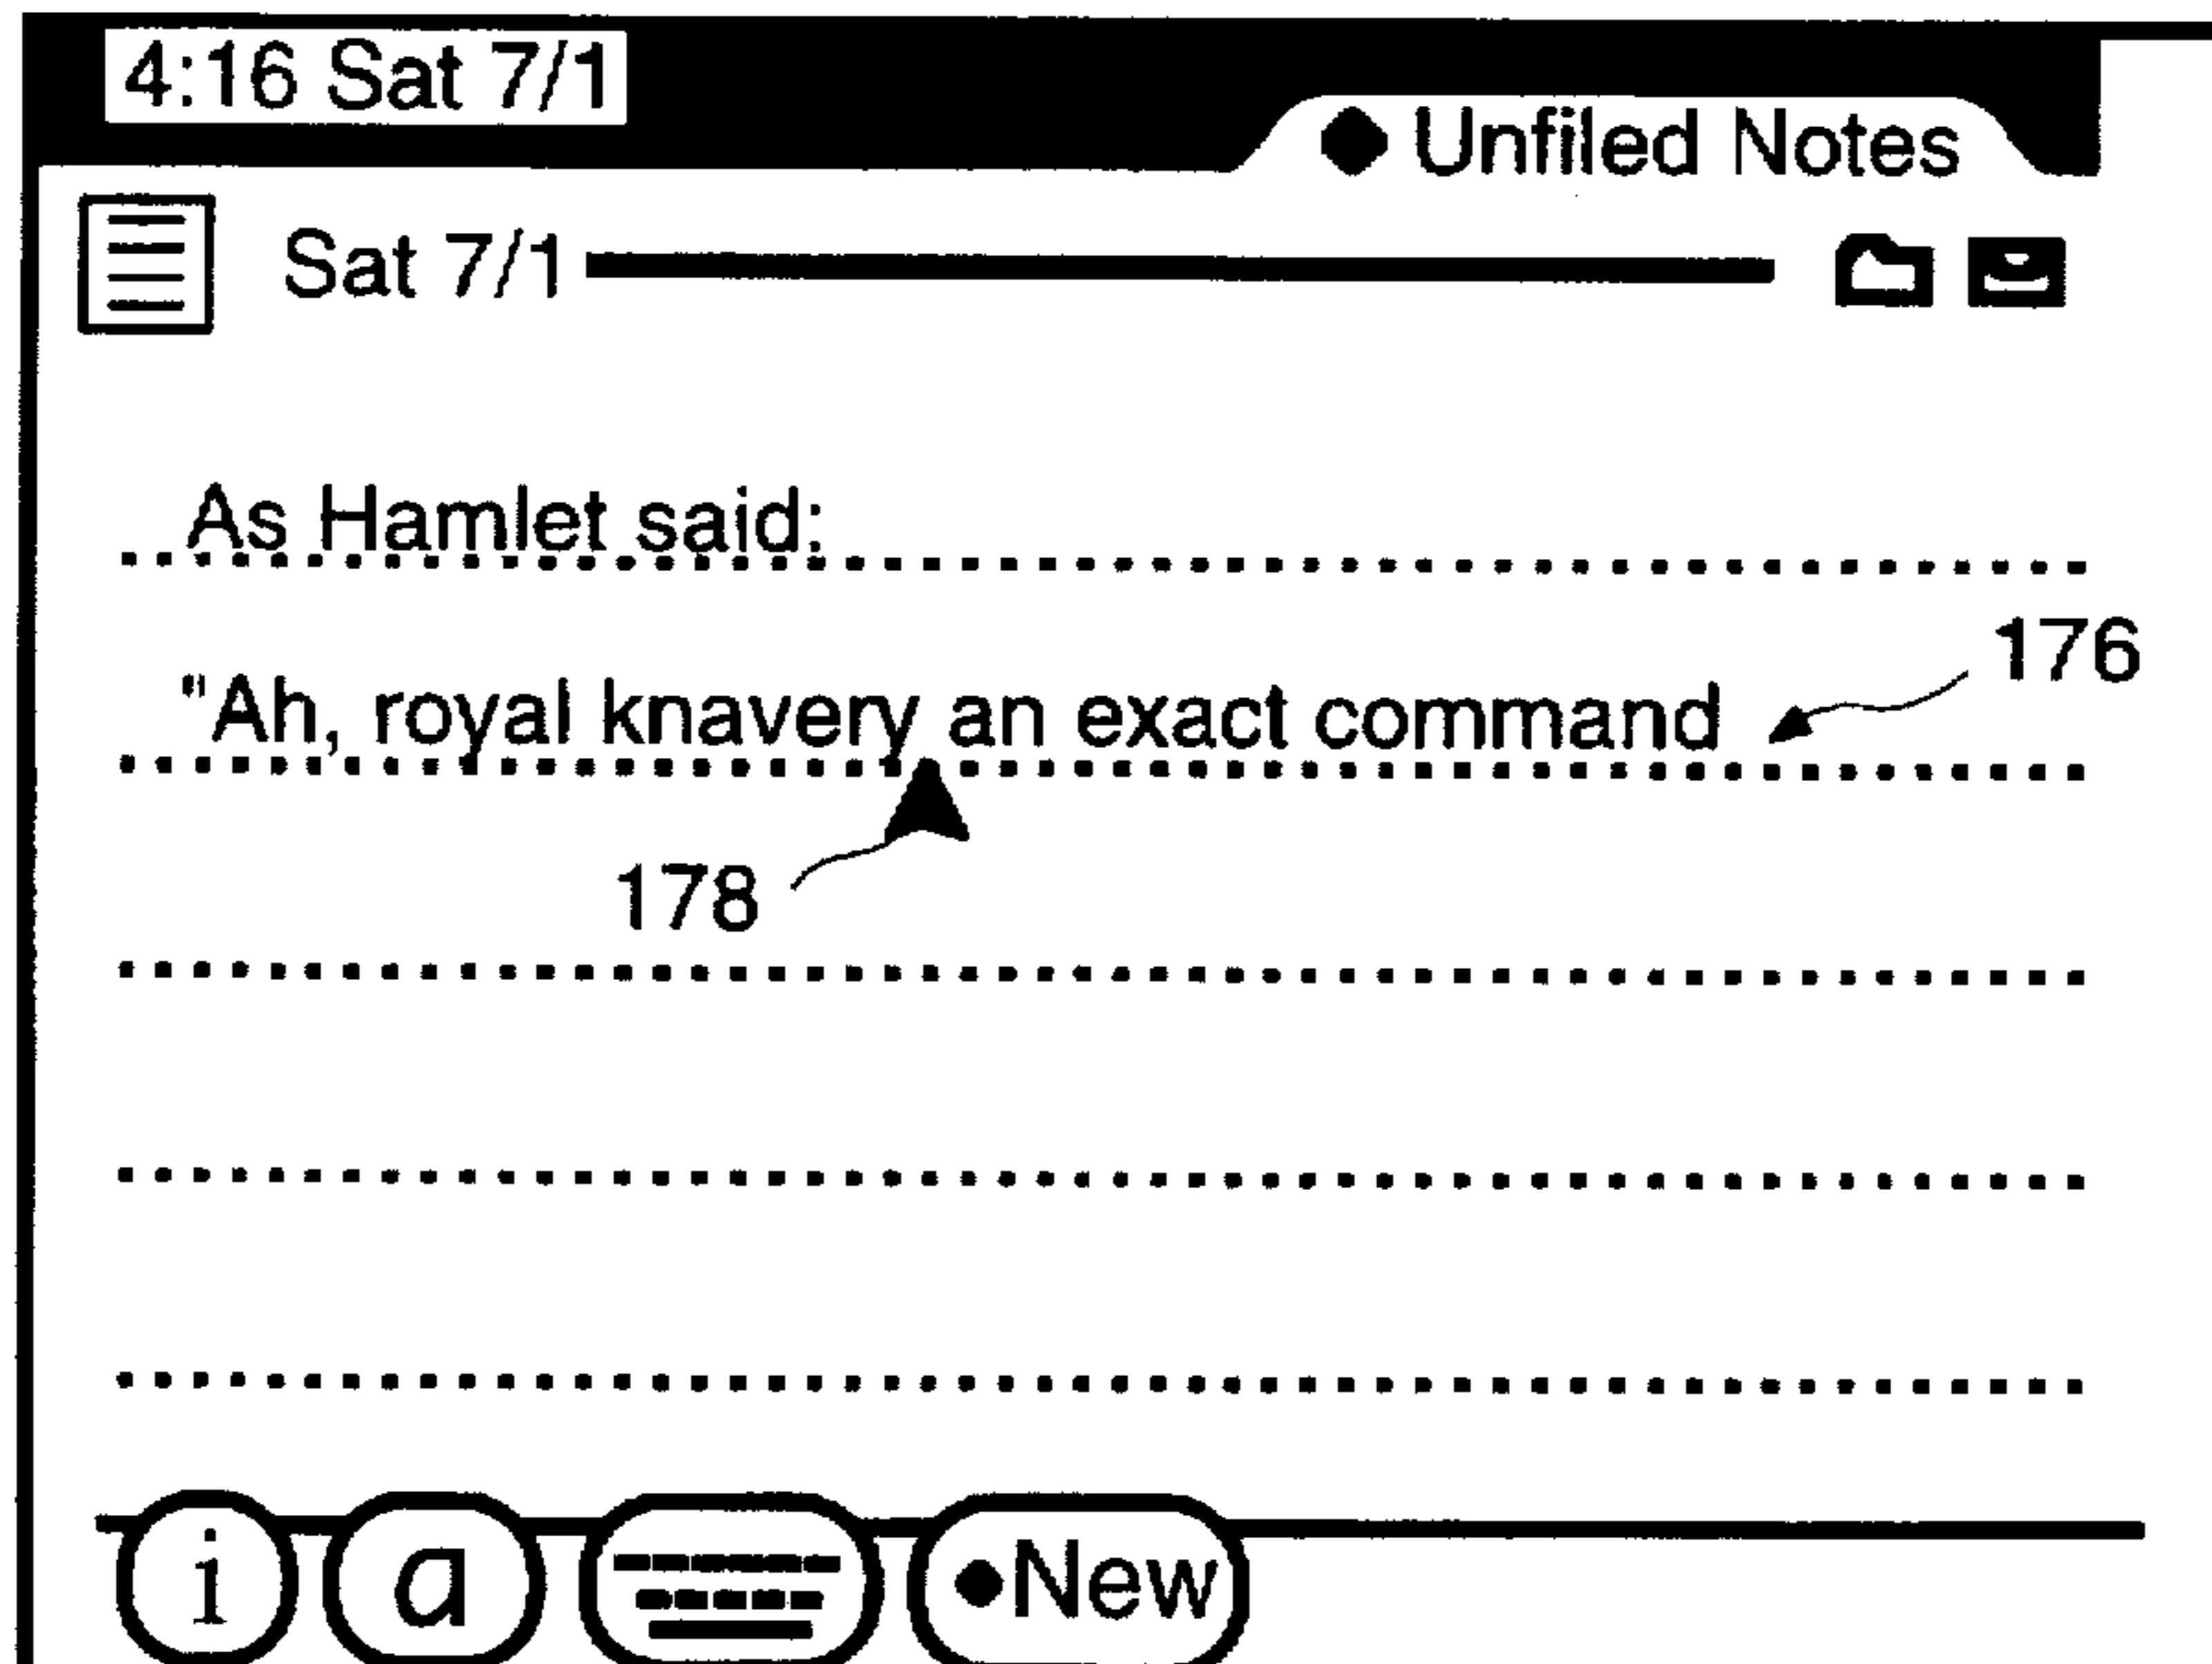 4:16 Sat 7/1
Unfiled Notes
Sat 7/1
As Hamlet said:
176
"Ah, royal knavery an exact command
178
i a •New